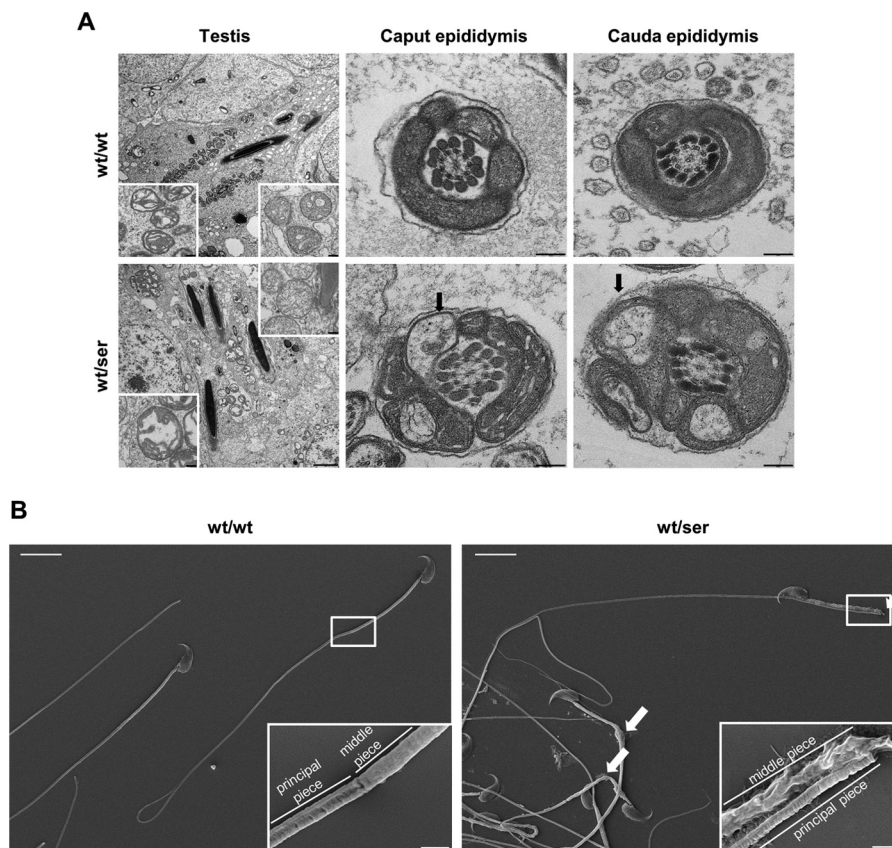 A
Testis
Caput epididymis
Cauda epididymis
wt/wt
wt/ser
B
wt/wt
wt/ser
principal
piece
middle
piece
middle piece
principal piece